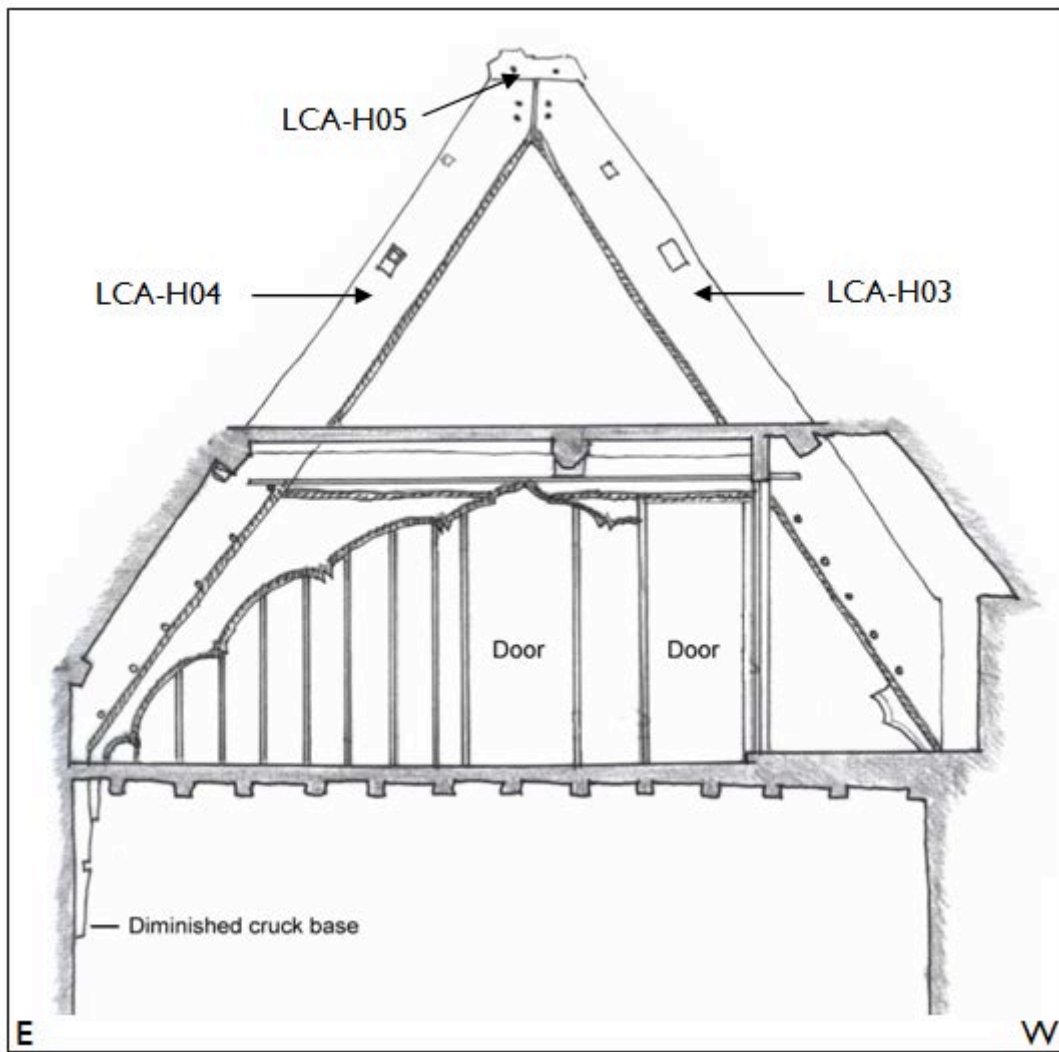 LCA-H05
LCA-H04
LCA-H03
Door
Door
Diminished cruck base
E
W